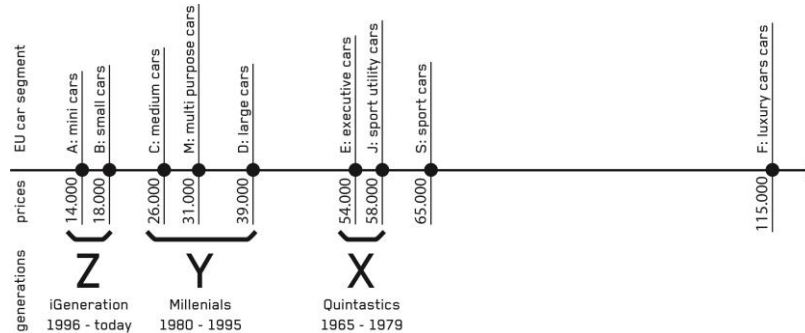 EU car segment
A: mini cars
B: small cars
C: medium cars
M: multi purpose cars
D: large cars
E: executive cars
J: sport utility cars
S: sport cars
F: luxury cars cars
prices
14.000
18.000
26.000
31.000
39.000
54.000
58.000
65.000
115.000
generations
Z
iGeneration
1996 - today
Y
Millenials
1980 - 1995
X
Quintastics
1965 - 1979